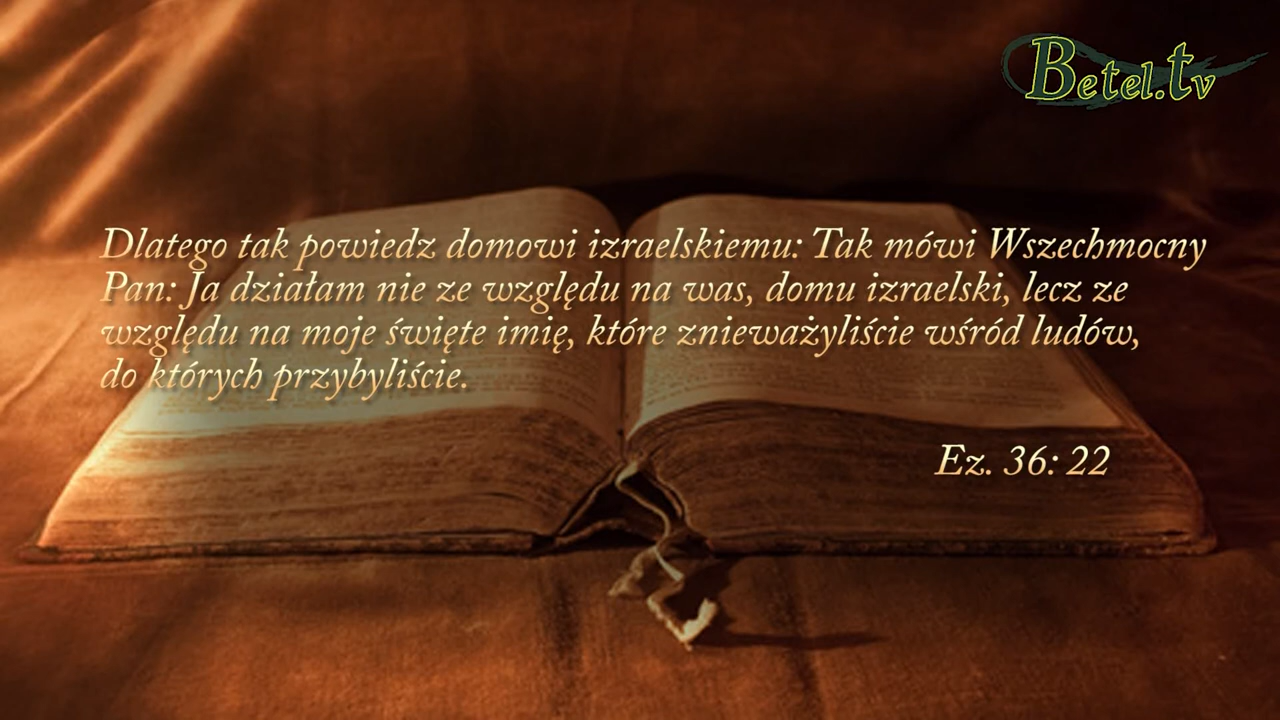 Betel.tv
Dlatego tak powiedz domowi izraelskiemu: Tak mówi Wszechmocny
Pan: Ja działam nie ze względu na was, domu izraelski, lecz ze
względu na moje święte imię, które znieważyliście wśród ludów,
do których przybyliście.
Ez. 36: 22